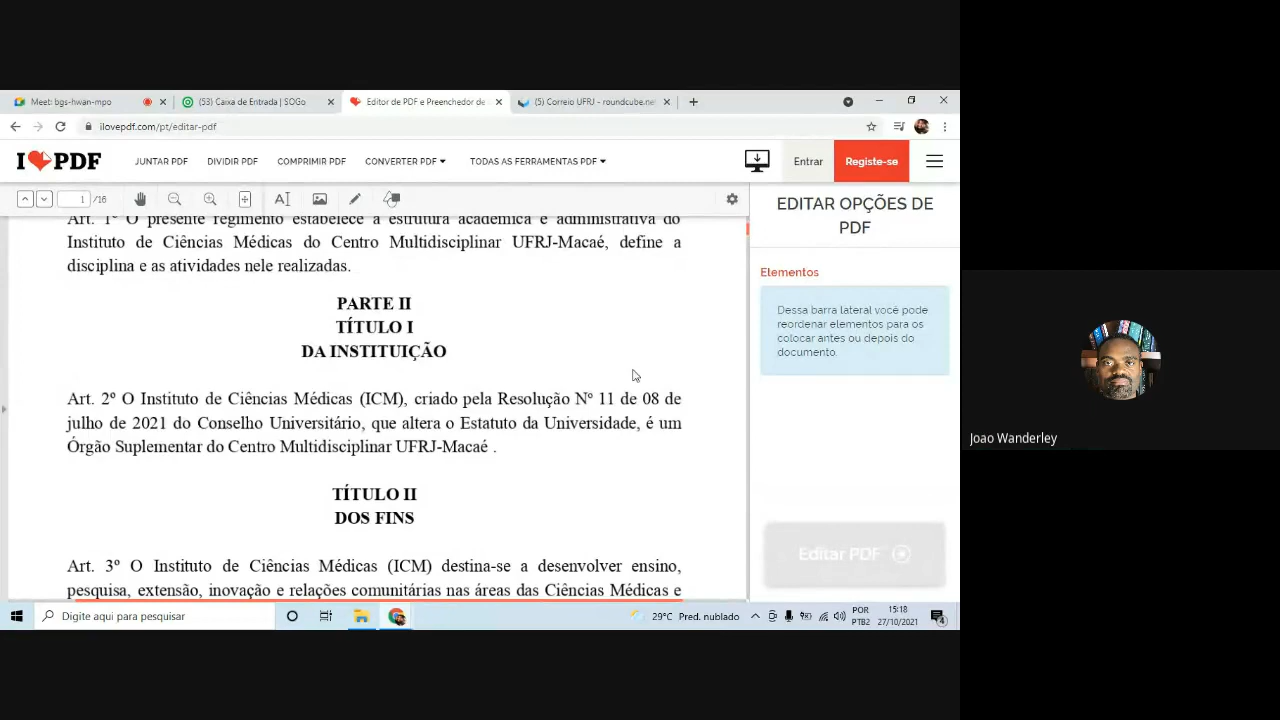 Meet: bgs-hwan-mpo
(53) Caixa de Entrada | SOGo
Editor de PDF e Preenchedor de
(5) Correio UFRJ - roundcube.ne
ilovepdf.com/pt/editar-pdf
I PDF
JUNTAR PDF
DIVIDIR PDF
COMPRIMIR PDF
CONVERTER PDF
TODAS AS FERRAMENTAS PDF
Entrar
Registe-se
1 /16
A
EDITAR OPÇÕES DE
PDF
Elementos
Dessa barra lateral você pode
reordenar elementos para os
colocar antes ou depois do
documento.
Editar PDF
Art. 1º O presente regimento estabelece a estrutura acadêmica e administrativa do
Instituto de Ciências Médicas do Centro Multidisciplinar UFRJ-Macaé, define a
disciplina e as atividades nele realizadas.
PARTE II
TÍTULO I
DA INSTITUIÇÃO
Art. 2º O Instituto de Ciências Médicas (ICM), criado pela Resolução Nº 11 de 08 de
julho de 2021 do Conselho Universitário, que altera o Estatuto da Universidade, é um
Órgão Suplementar do Centro Multidisciplinar UFRJ-Macaé .
TÍTULO II
DOS FINS
Art. 3º O Instituto de Ciências Médicas (ICM) destina-se a desenvolver ensino,
pesquisa, extensão, inovação e relações comunitárias nas áreas das Ciências Médicas e
Digite aqui para pesquisar
29°C Pred. nublado
POR
PTB2
15:18
27/10/2021
4
Joao Wanderley